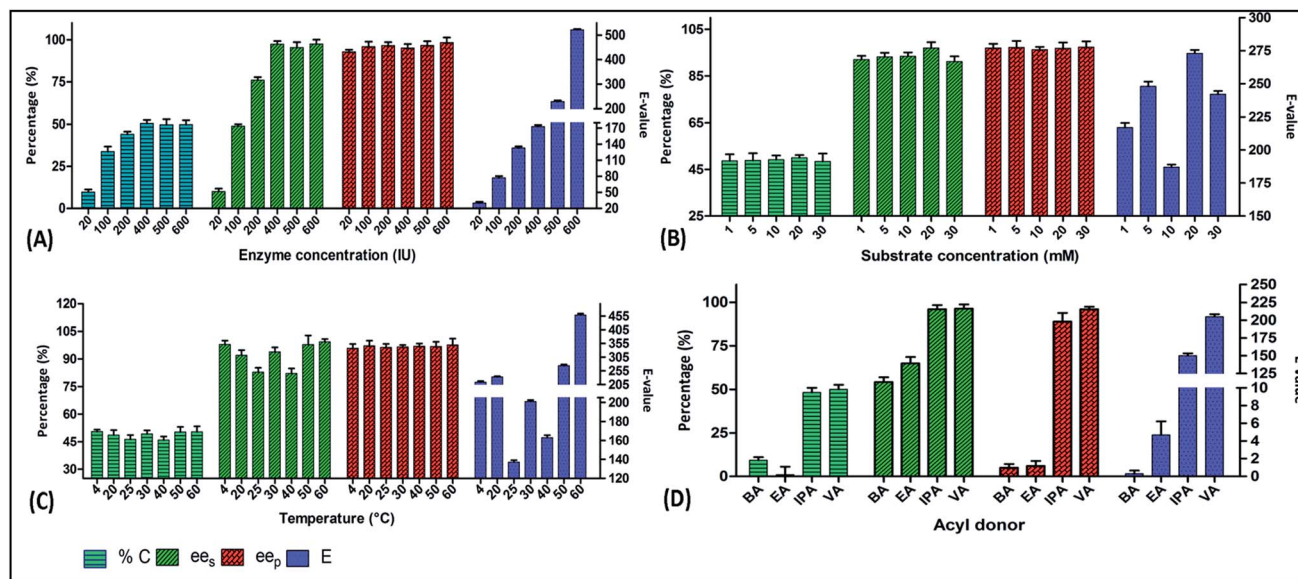 (A)
Percentage (%)
100
75
50
25
0
20 100 200 400 500 600 20 100 200 400 500 600 20 100 200 400 500 600 20 100 200 400 500 600
Enzyme concentration (IU)
500
400
300
200
170
140
110
80
50
20
E-value
(B)
Percentage (%)
105
85
65
45
25
1 5 10 20 30 1 5 10 20 30 1 5 10 20 30 1 5 10 20 30
Substrate concentration (mM)
300
275
250
225
200
175
150
E-value
(C)
Percentage (%)
120
105
90
75
60
45
30
4 20 25 30 40 50 60 4 20 25 30 40 50 60 4 20 25 30 40 50 60 4 20 25 30 40 50 60
Temperature (°C)
455
405
355
305
255
205
200
180
160
140
120
E-value
(D)
Percentage (%)
100
75
50
25
0
BA EA IPA VA BA EA IPA VA BA EA IPA VA BA EA IPA VA
Acyl donor
250
225
200
175
150
125
10
8
6
4
2
0
E value
% C ee_s ee_p E